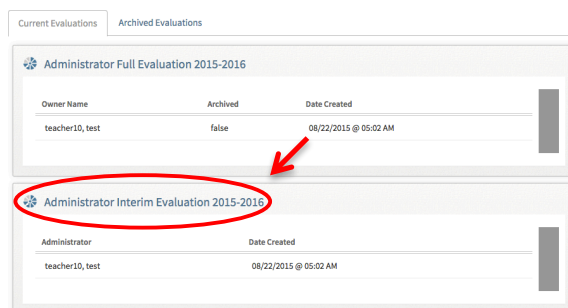 Current Evaluations Archived Evaluations
Administrator Full Evaluation 2015-2016
Owner Name Archived Date Created
teacher10, test false 08/22/2015 @ 05:02 AM
Administrator Interim Evaluation 2015-2016
Administrator Date Created
teacher10, test 08/22/2015 @ 05:02 AM